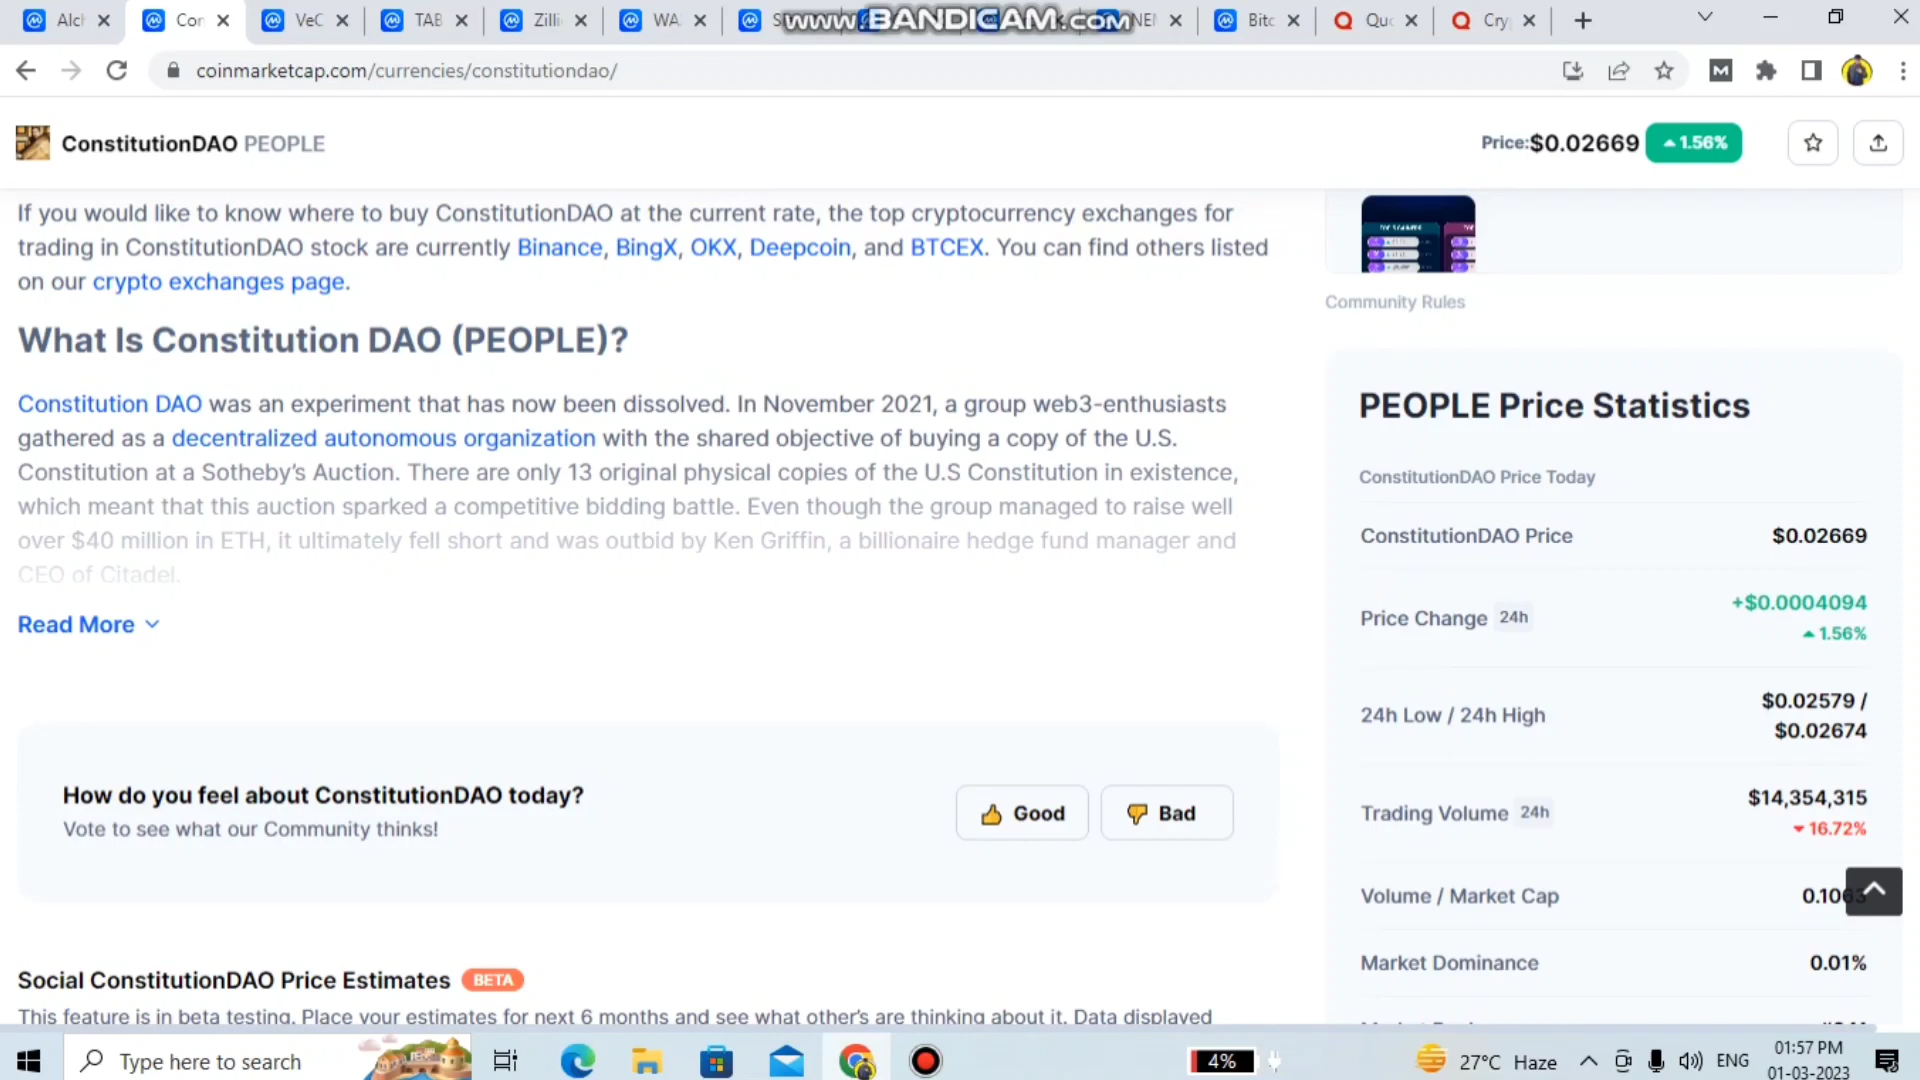 Alch
Con
VeC
TAB
Zilli
WA
www.BANDICAM.com
NEM
Bitc
Quo
Cry
coinmarketcap.com/currencies/constitutiondao/
ConstitutionDAO PEOPLE
Price:$0.02669
1.56%
If you would like to know where to buy ConstitutionDAO at the current rate, the top cryptocurrency exchanges for
trading in ConstitutionDAO stock are currently Binance, BingX, OKX, Deepcoin, and BTCEX. You can find others listed
on our crypto exchanges page.
What Is Constitution DAO (PEOPLE)?
Constitution DAO was an experiment that has now been dissolved. In November 2021, a group web3-enthusiasts
gathered as a decentralized autonomous organization with the shared objective of buying a copy of the U.S.
Constitution at a Sotheby's Auction. There are only 13 original physical copies of the U.S Constitution in existence,
which meant that this auction sparked a competitive bidding battle. Even though the group managed to raise well
over $40 million in ETH, it ultimately fell short and was outbid by Ken Griffin, a billionaire hedge fund manager and
CEO of Citadel.
Read More
How do you feel about ConstitutionDAO today?
Vote to see what our Community thinks!
Good
Bad
Social ConstitutionDAO Price Estimates BETA
This feature is in beta testing. Place your estimates for next 6 months and see what other's are thinking about it. Data displayed
Community Rules
PEOPLE Price Statistics
ConstitutionDAO Price Today
ConstitutionDAO Price
$0.02669
Price Change 24h
+$0.0004094
1.56%
24h Low / 24h High
$0.02579 /
$0.02674
Trading Volume 24h
$14,354,315
16.72%
Volume / Market Cap
0.1063
Market Dominance
0.01%
Type here to search
4%
27°C Haze
ENG
01:57 PM
01-03-2023